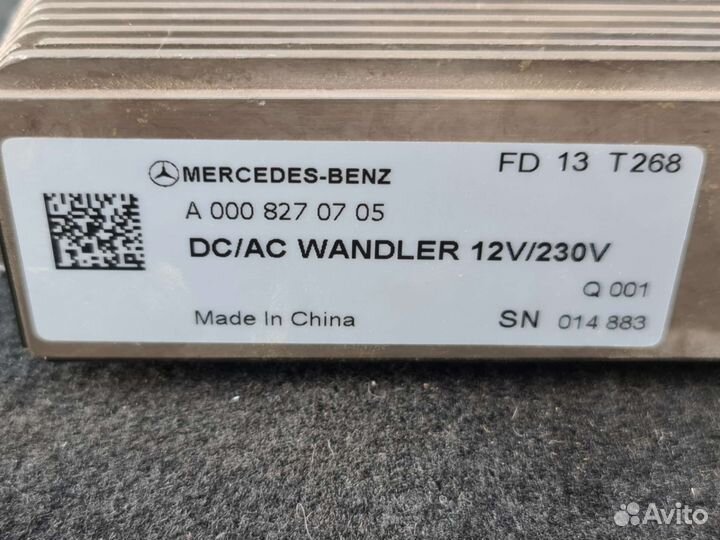 MERCEDES-BENZ
FD 13 T268
A 000 827 07 05
DC/AC WANDLER 12V/230V
Q 001
Made In China
SN 014 883
Avito